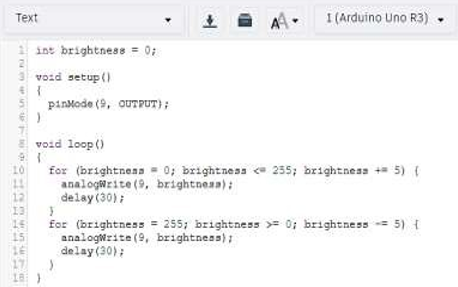 Text
1 (Arduino Uno R3)
1 int brightness = 0;
2
3 void setup()
4 {
5   pinMode(9, OUTPUT);
6 }
7
8 void loop()
9 {
10   for (brightness = 0; brightness <= 255; brightness += 5) {
11     analogWrite(9, brightness);
12     delay(30);
13   }
14   for (brightness = 255; brightness >= 0; brightness -= 5) {
15     analogWrite(9, brightness);
16     delay(30);
17   }
18 }